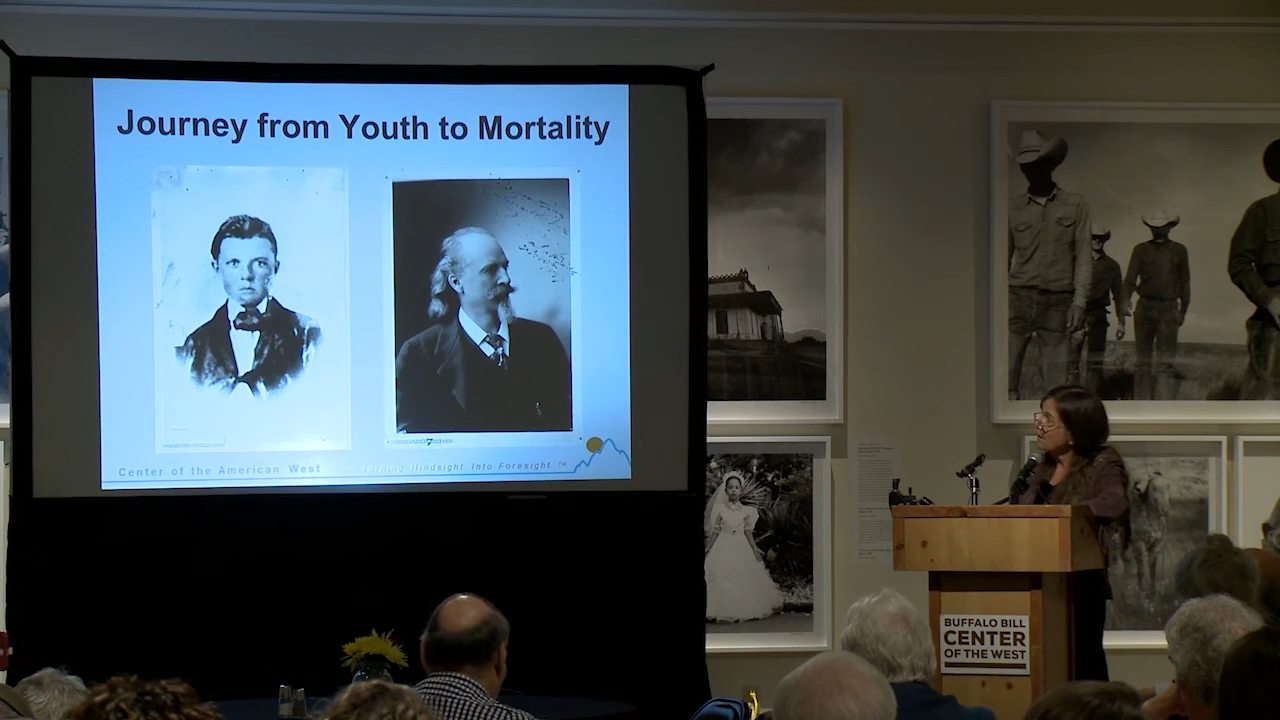 Journey from Youth to Mortality
Center of the American West
Turning Hindsight Into Foresight ™
BUFFALO BILL
CENTER
OF THE WEST